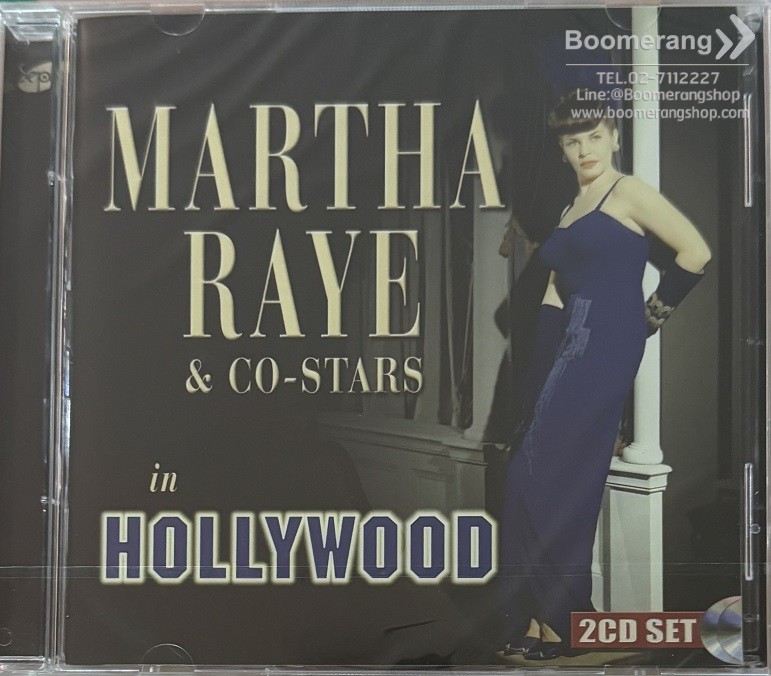 Boomerang
TEL.02-7112227
Line:@Boomerangshop
www.boomerangshop.com
MARTHA
RAYE
& CO-STARS
in
HOLLYWOOD
2CD SET